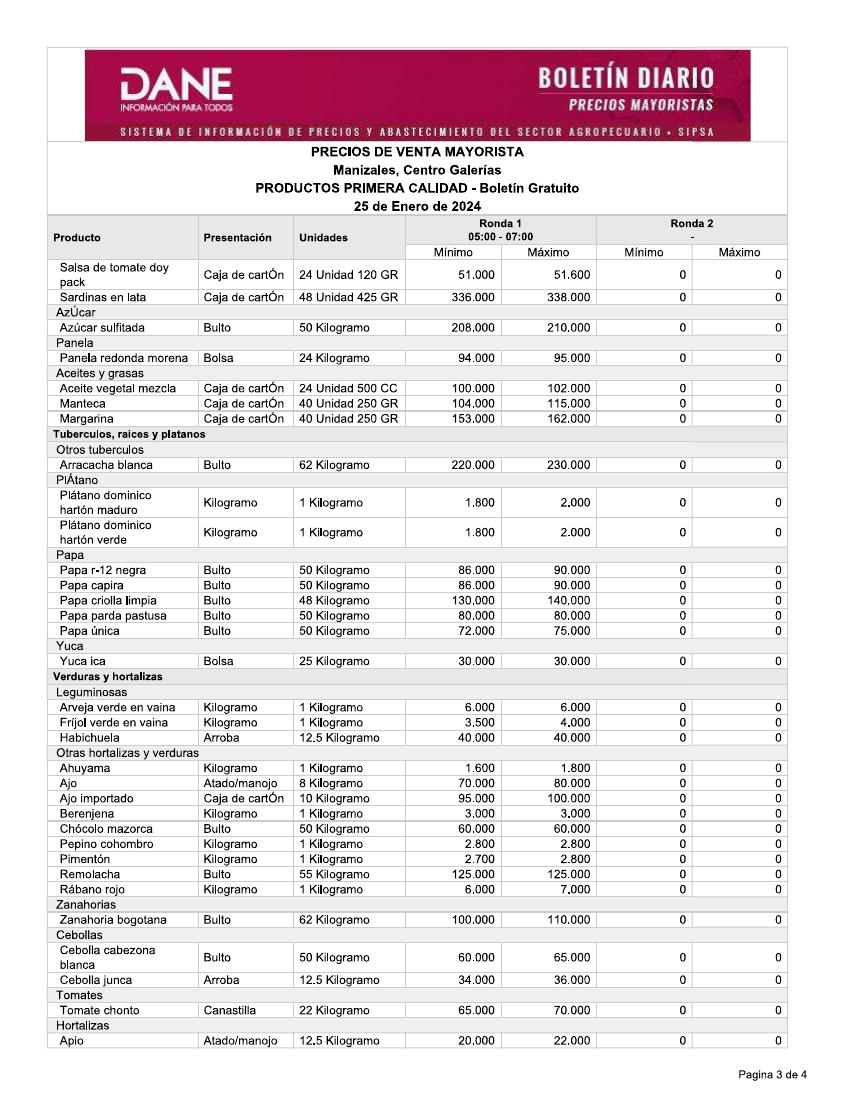 DANE
INFORMACIÓN PARA TODOS
BOLETÍN DIARIO
PRECIOS MAYORISTAS
SISTEMA DE INFORMACIÓN DE PRECIOS Y ABASTECIMIENTO DEL SECTOR AGROPECUARIO • SIPSA
PRECIOS DE VENTA MAYORISTA
Manizales, Centro Galerías
PRODUCTOS PRIMERA CALIDAD - Boletín Gratuito
25 de Enero de 2024
Producto Presentación Unidades Ronda 1 05:00 - 07:00 Ronda 2 -
Mínimo Máximo Mínimo Máximo
Salsa de tomate doy pack Caja de cartÓn 24 Unidad 120 GR 51.000 51.600 0 0
Sardinas en lata Caja de cartÓn 48 Unidad 425 GR 336.000 338.000 0 0
AzÚcar
Azúcar sulfitada Bulto 50 Kilogramo 208.000 210.000 0 0
Panela
Panela redonda morena Bolsa 24 Kilogramo 94.000 95.000 0 0
Aceites y grasas
Aceite vegetal mezcla Caja de cartÓn 24 Unidad 500 CC 100.000 102.000 0 0
Manteca Caja de cartÓn 40 Unidad 250 GR 104.000 115.000 0 0
Margarina Caja de cartÓn 40 Unidad 250 GR 153.000 162.000 0 0
Tuberculos, raices y platanos
Otros tuberculos
Arracacha blanca Bulto 62 Kilogramo 220.000 230.000 0 0
PlÁtano
Plátano dominico hartón maduro Kilogramo 1 Kilogramo 1.800 2.000 0 0
Plátano dominico hartón verde Kilogramo 1 Kilogramo 1.800 2.000 0 0
Papa
Papa r-12 negra Bulto 50 Kilogramo 86.000 90.000 0 0
Papa capira Bulto 50 Kilogramo 86.000 90.000 0 0
Papa criolla limpia Bulto 48 Kilogramo 130.000 140.000 0 0
Papa parda pastusa Bulto 50 Kilogramo 80.000 80.000 0 0
Papa única Bulto 50 Kilogramo 72.000 75.000 0 0
Yuca
Yuca ica Bolsa 25 Kilogramo 30.000 30.000 0 0
Verduras y hortalizas
Leguminosas
Arveja verde en vaina Kilogramo 1 Kilogramo 6.000 6.000 0 0
Fríjol verde en vaina Kilogramo 1 Kilogramo 3.500 4.000 0 0
Habichuela Arroba 12.5 Kilogramo 40.000 40.000 0 0
Otras hortalizas y verduras
Ahuyama Kilogramo 1 Kilogramo 1.600 1.800 0 0
Ajo Atado/manojo 8 Kilogramo 70.000 80.000 0 0
Ajo importado Caja de cartÓn 10 Kilogramo 95.000 100.000 0 0
Berenjena Kilogramo 1 Kilogramo 3.000 3.000 0 0
Chócolo mazorca Bulto 50 Kilogramo 60.000 60.000 0 0
Pepino cohombro Kilogramo 1 Kilogramo 2.800 2.800 0 0
Pimentón Kilogramo 1 Kilogramo 2.700 2.800 0 0
Remolacha Bulto 55 Kilogramo 125.000 125.000 0 0
Rábano rojo Kilogramo 1 Kilogramo 6.000 7.000 0 0
Zanahorias
Zanahoria bogotana Bulto 62 Kilogramo 100.000 110.000 0 0
Cebollas
Cebolla cabezona blanca Bulto 50 Kilogramo 60.000 65.000 0 0
Cebolla junca Arroba 12.5 Kilogramo 34.000 36.000 0 0
Tomates
Tomate chonto Canastilla 22 Kilogramo 65.000 70.000 0 0
Hortalizas
Apio Atado/manojo 12.5 Kilogramo 20.000 22.000 0 0
Pagina 3 de 4